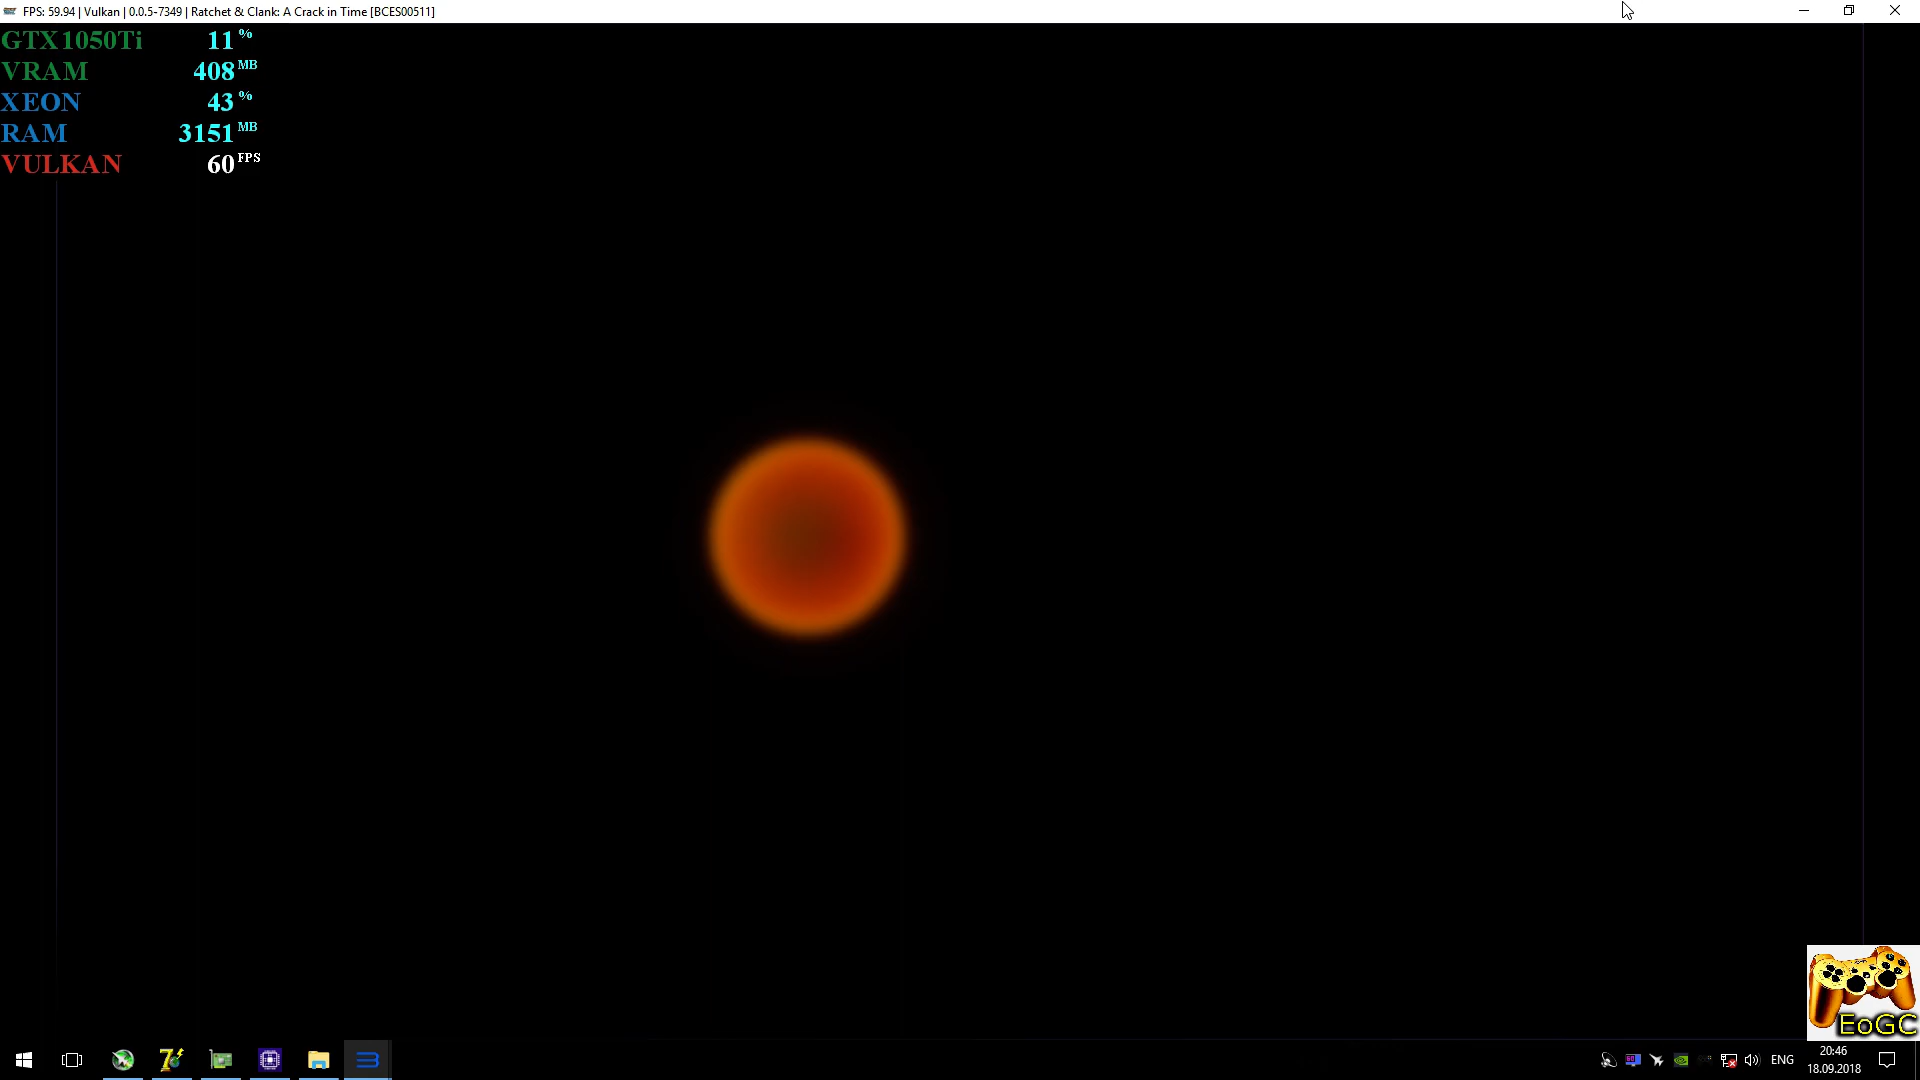 FPS: 59.94 | Vulkan | 0.0.5-7349 | Ratchet & Clank: A Crack in Time [BCES00511]
GTX1050Ti 11 %
VRAM 408 MB
XEON 43 %
RAM 3151 MB
VULKAN 60 FPS
EoGC
ENG
20:46
18.09.2018